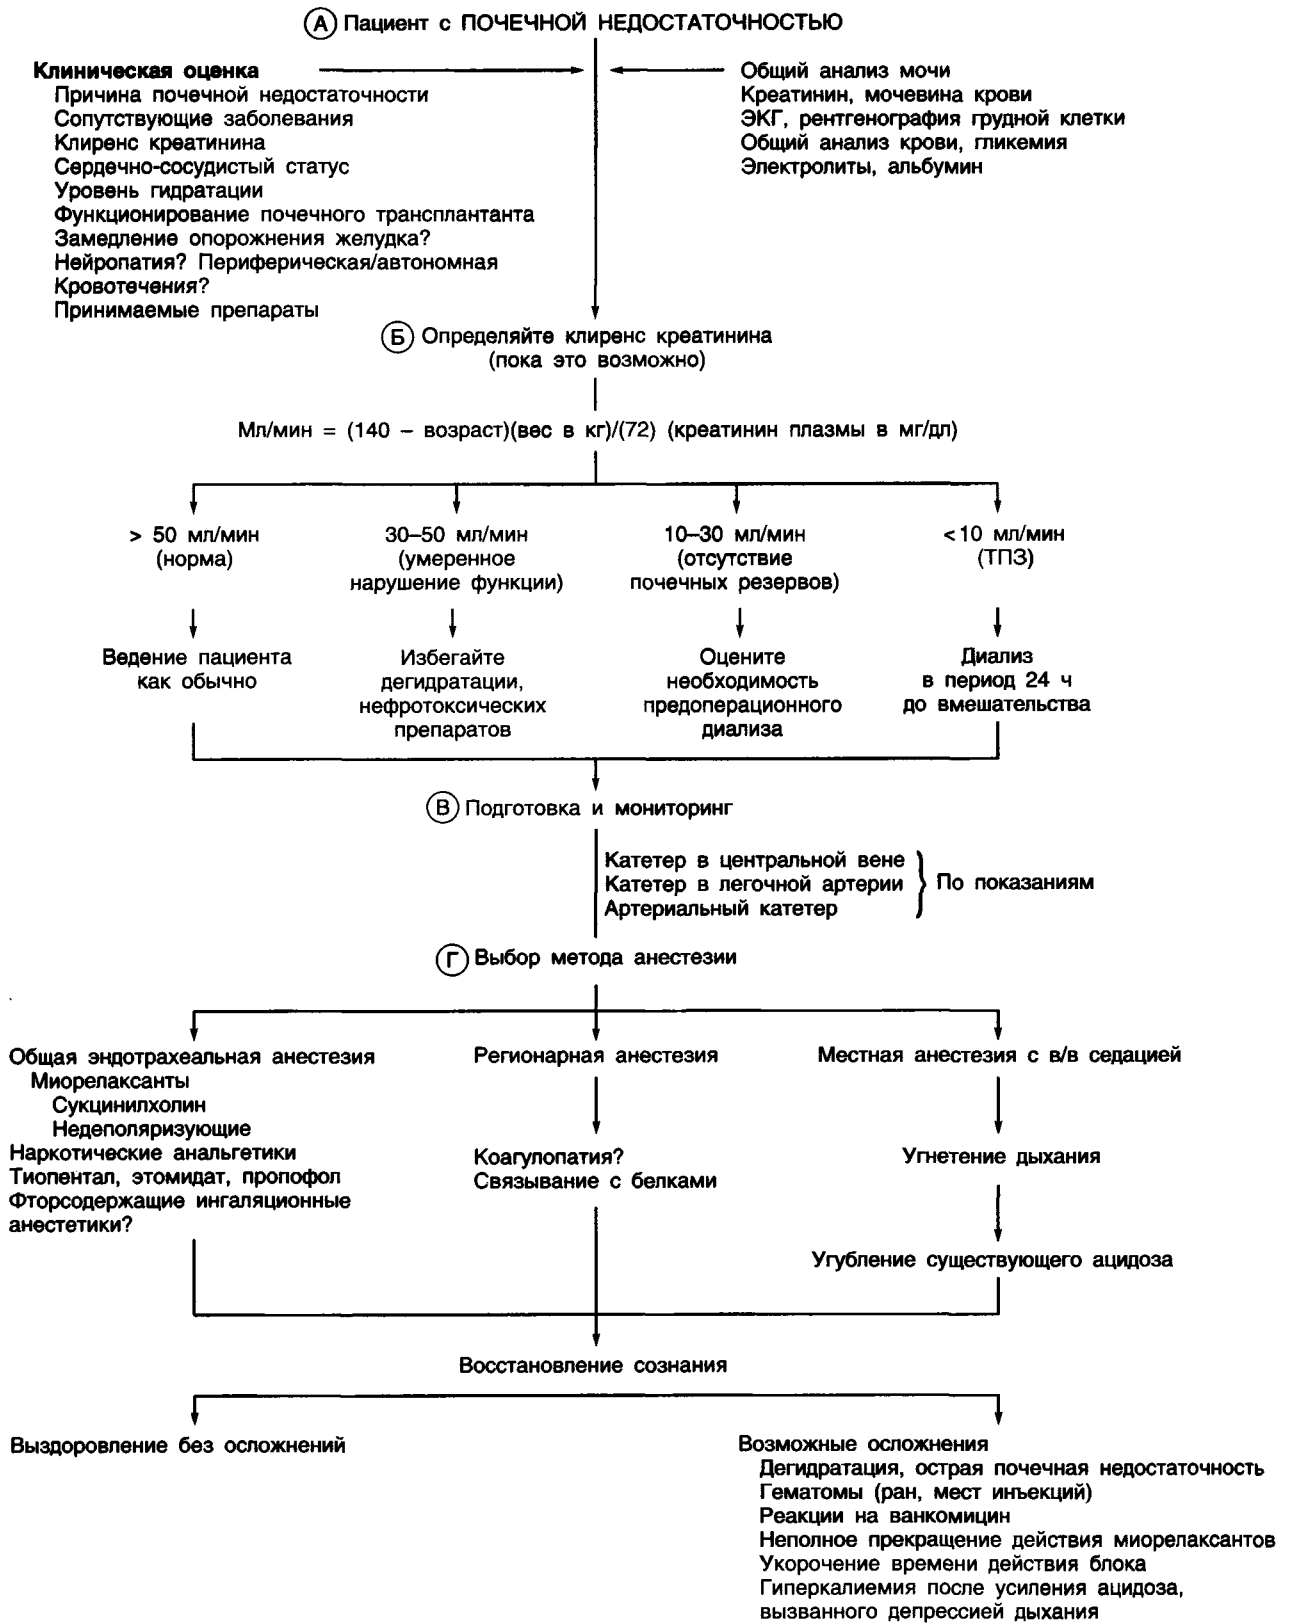 А Пациент с ПОЧЕЧНОЙ НЕДОСТАТОЧНОСТЬЮ
Клиническая оценка
Причина почечной недостаточности
Сопутствующие заболевания
Клиренс креатинина
Сердечно-сосудистый статус
Уровень гидратации
Функционирование почечного трансплантанта
Замедление опорожнения желудка?
Нейропатия? Периферическая/автономная
Кровотечения?
Принимаемые препараты
Общий анализ мочи
Креатинин, мочевина крови
ЭКГ, рентгенография грудной клетки
Общий анализ крови, гликемия
Электролиты, альбумин
Б Определяйте клиренс креатинина
(пока это возможно)
Мл/мин = (140 – возраст)(вес в кг)/(72) (креатинин плазмы в мг/дл)
> 50 мл/мин
(норма)
30–50 мл/мин
(умеренное
нарушение функции)
10–30 мл/мин
(отсутствие
почечных резервов)
<10 мл/мин
(ТПЗ)
Ведение пациента
как обычно
Избегайте
дегидратации,
нефротоксических
препаратов
Оцените
необходимость
предоперационного
диализа
Диализ
в период 24 ч
до вмешательства
В Подготовка и мониторинг
Катетер в центральной вене
Катетер в легочной артерии
Артериальный катетер
По показаниям
Г Выбор метода анестезии
Общая эндотрахеальная анестезия
Миорелаксанты
Сукцинилхолин
Недеполяризующие
Наркотические анальгетики
Тиопентал, этомидат, пропофол
Фторсодержащие ингаляционные
анестетики?
Регионарная анестезия
Коагулопатия?
Связывание с белками
Местная анестезия с в/в седацией
Угнетение дыхания
Угубление существующего ацидоза
Восстановление сознания
Выздоровление без осложнений
Возможные осложнения
Дегидратация, острая почечная недостаточность
Гематомы (ран, мест инъекций)
Реакции на ванкомицин
Неполное прекращение действия миорелаксантов
Укорочение времени действия блока
Гиперкалиемия после усиления ацидоза,
вызванного депрессией дыхания